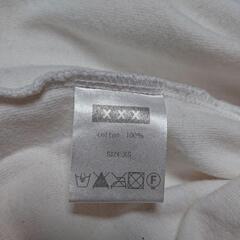 XXX
cotton 100%
SIZE:XS
F